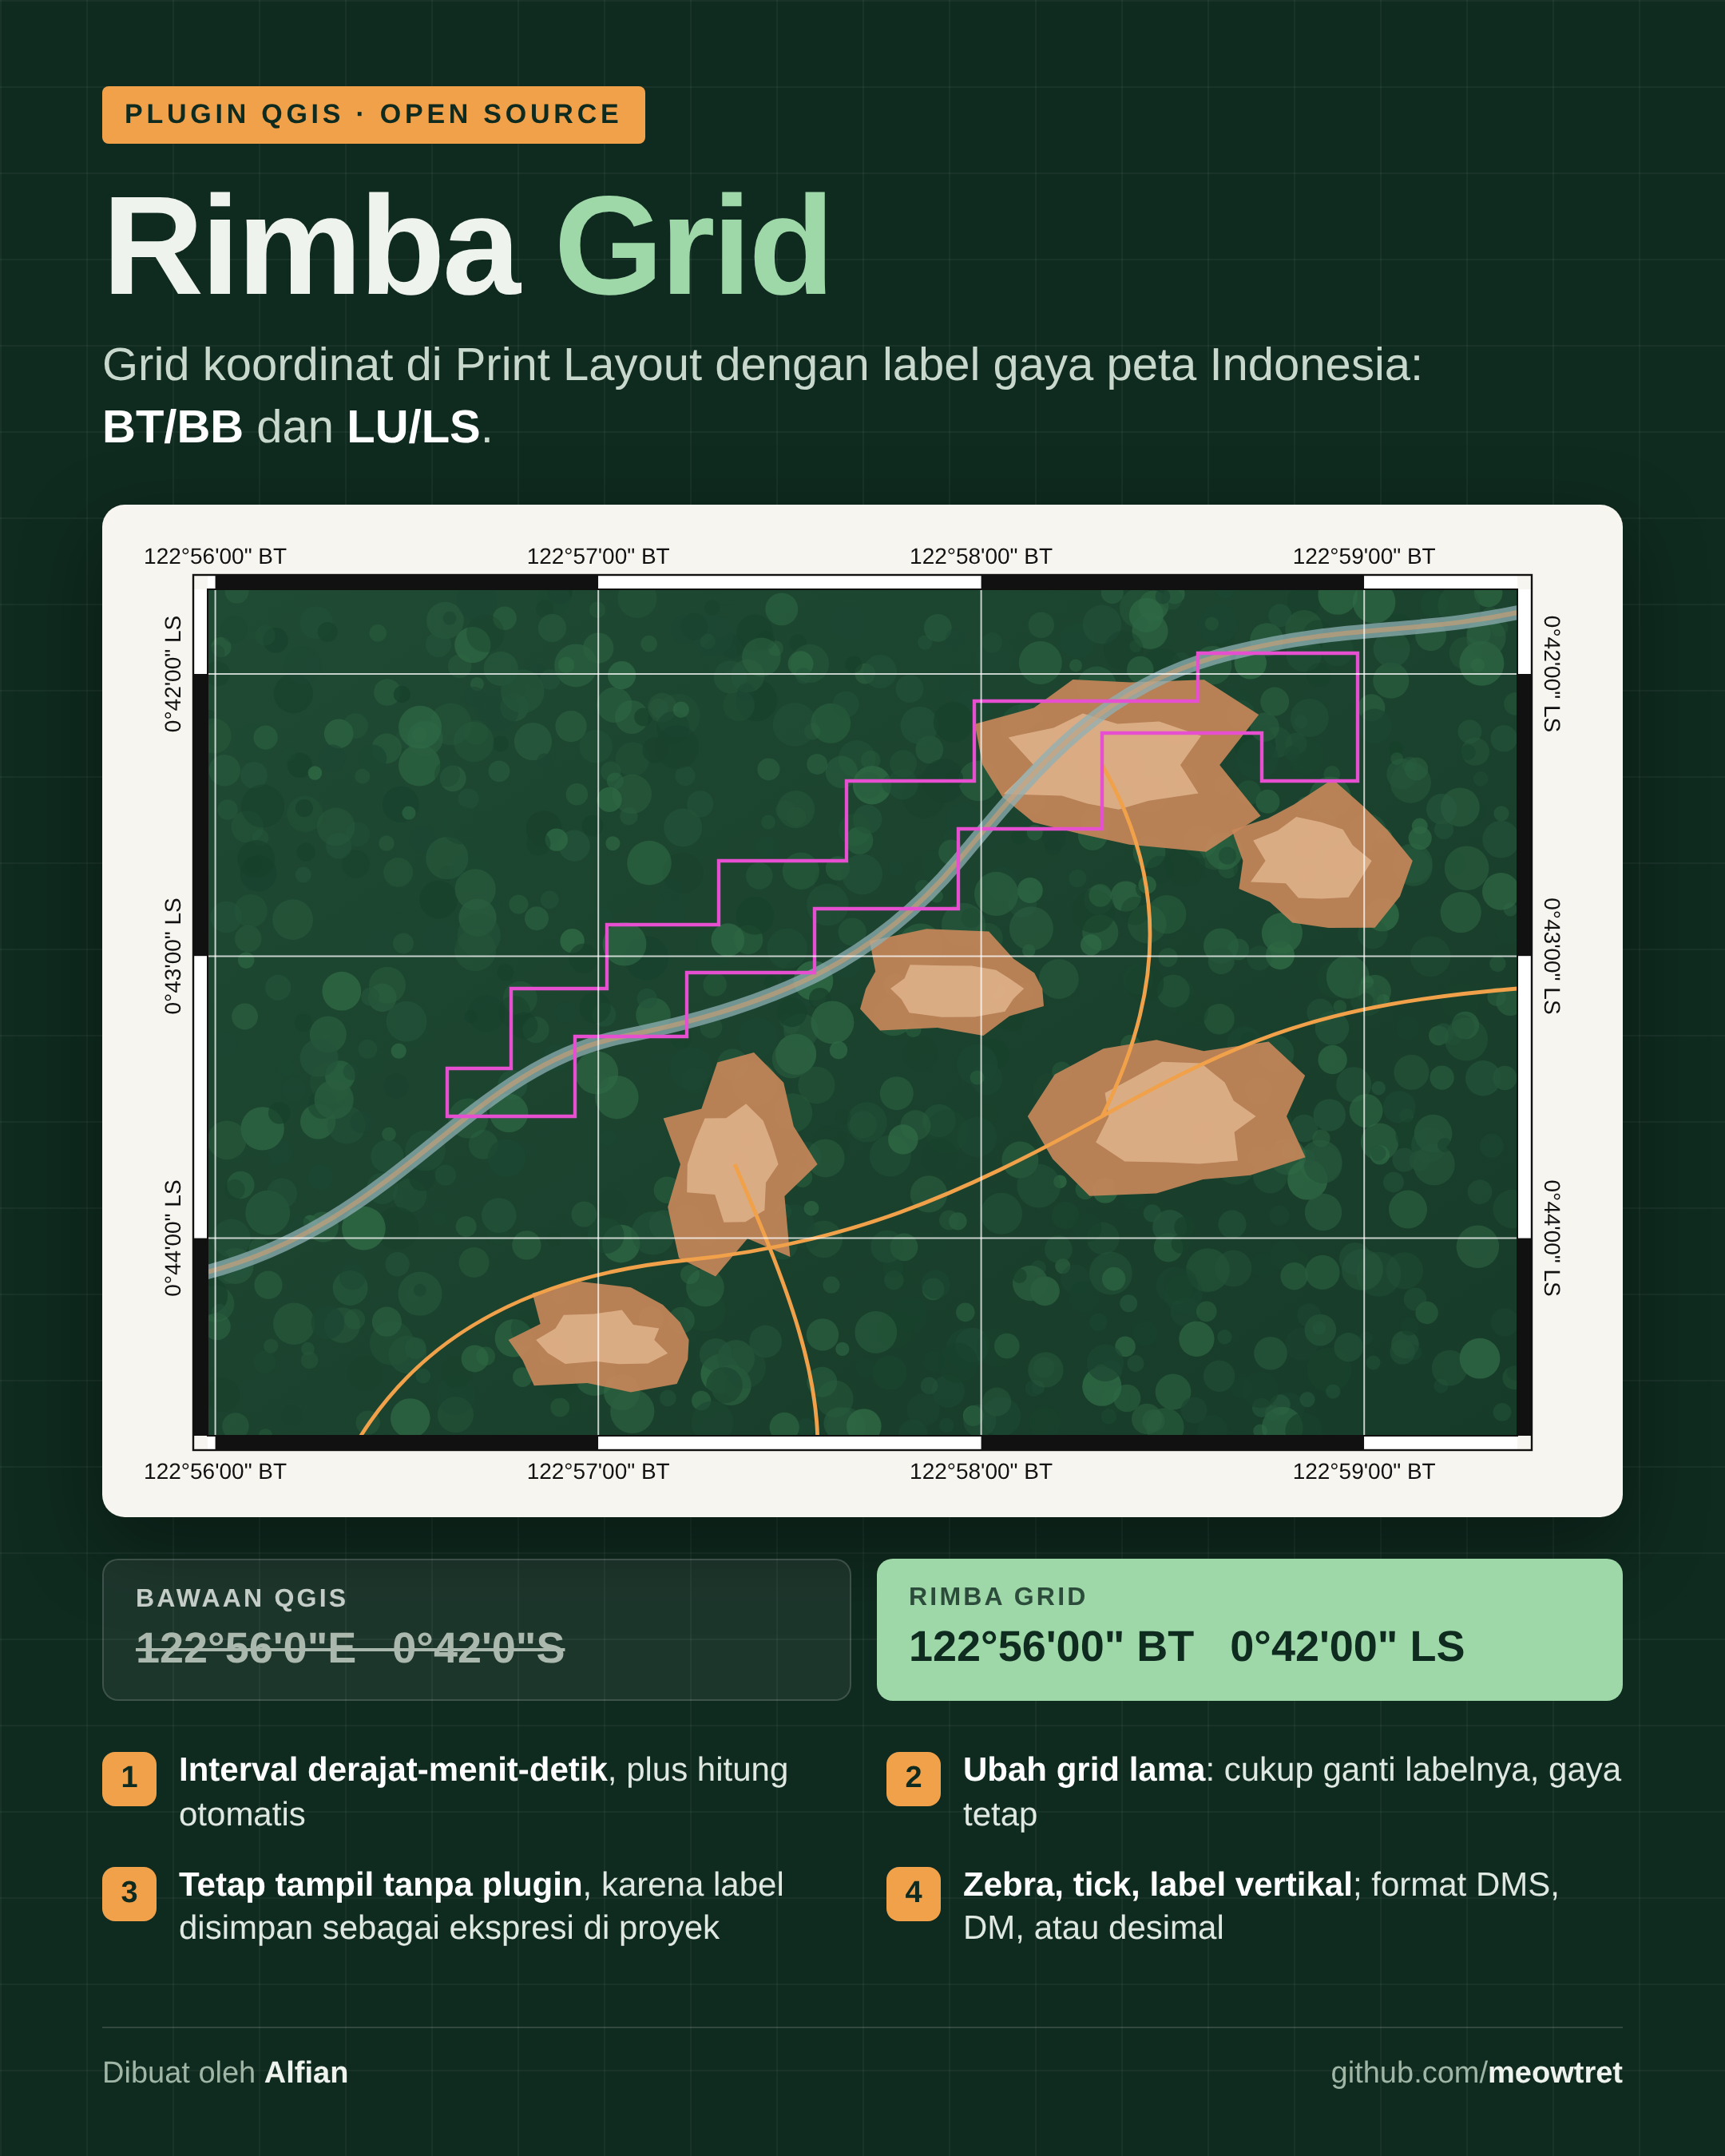 PLUGIN QGIS · OPEN SOURCE
Rimba Grid
Grid koordinat di Print Layout dengan label gaya peta Indonesia:
BT/BB dan LU/LS.
122°56'00" BT
122°57'00" BT
122°58'00" BT
122°59'00" BT
0°42'00" LS
0°43'00" LS
0°44'00" LS
0°42'00" LS
0°43'00" LS
0°44'00" LS
122°56'00" BT
122°57'00" BT
122°58'00" BT
122°59'00" BT
BAWAAN QGIS
122°56'0"E 0°42'0"S
RIMBA GRID
122°56'00" BT 0°42'00" LS
1
Interval derajat-menit-detik, plus hitung
otomatis
2
Ubah grid lama: cukup ganti labelnya, gaya
tetap
3
Tetap tampil tanpa plugin, karena label
disimpan sebagai ekspresi di proyek
4
Zebra, tick, label vertikal; format DMS,
DM, atau desimal
Dibuat oleh Alfian
github.com/meowtret